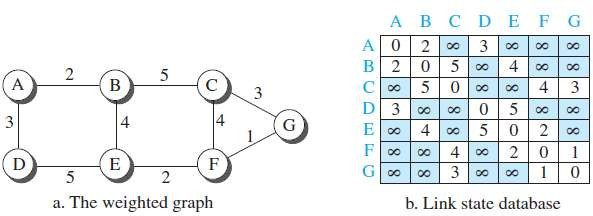 2
5
A
B
C
3
3
4
4
G
1
D
E
F
5
2
a. The weighted graph
A B C D E F G
A 0 2 ∞ 3 ∞ ∞ ∞
B 2 0 5 ∞ 4 ∞ ∞
C ∞ 5 0 ∞ ∞ 4 3
D 3 ∞ ∞ 0 5 ∞ ∞
E ∞ 4 ∞ 5 0 2 ∞
F ∞ ∞ 4 ∞ 2 0 1
G ∞ ∞ 3 ∞ ∞ 1 0
b. Link state database